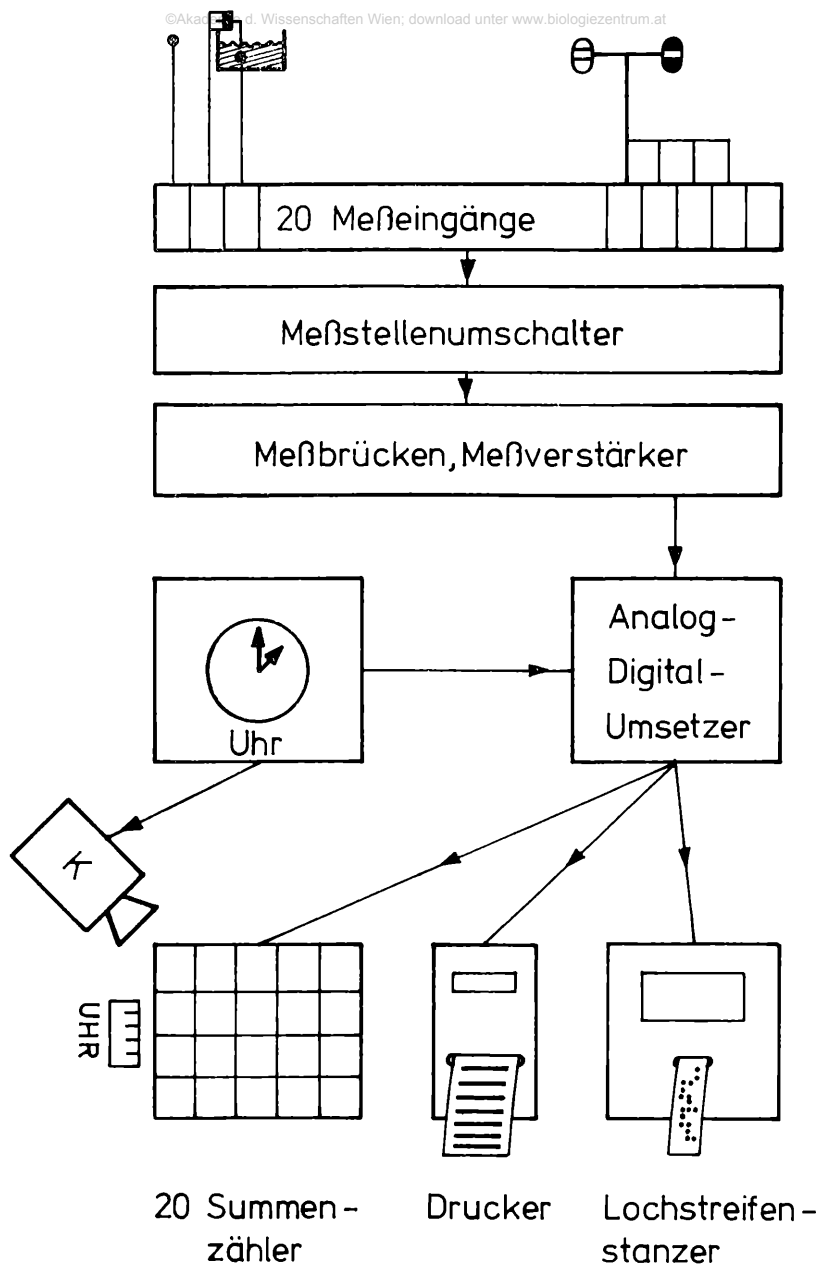 ©Akademie d. Wissenschaften Wien; download unter www.biologiezentrum.at
20 Meßeingänge
Meßstellenumschalter
Meßbrücken, Meßverstärker
Analog-
Digital-
Umsetzer
Uhr
K
UHR
20 Summen-
zähler
Drucker
Lochstreifen-
stanzer